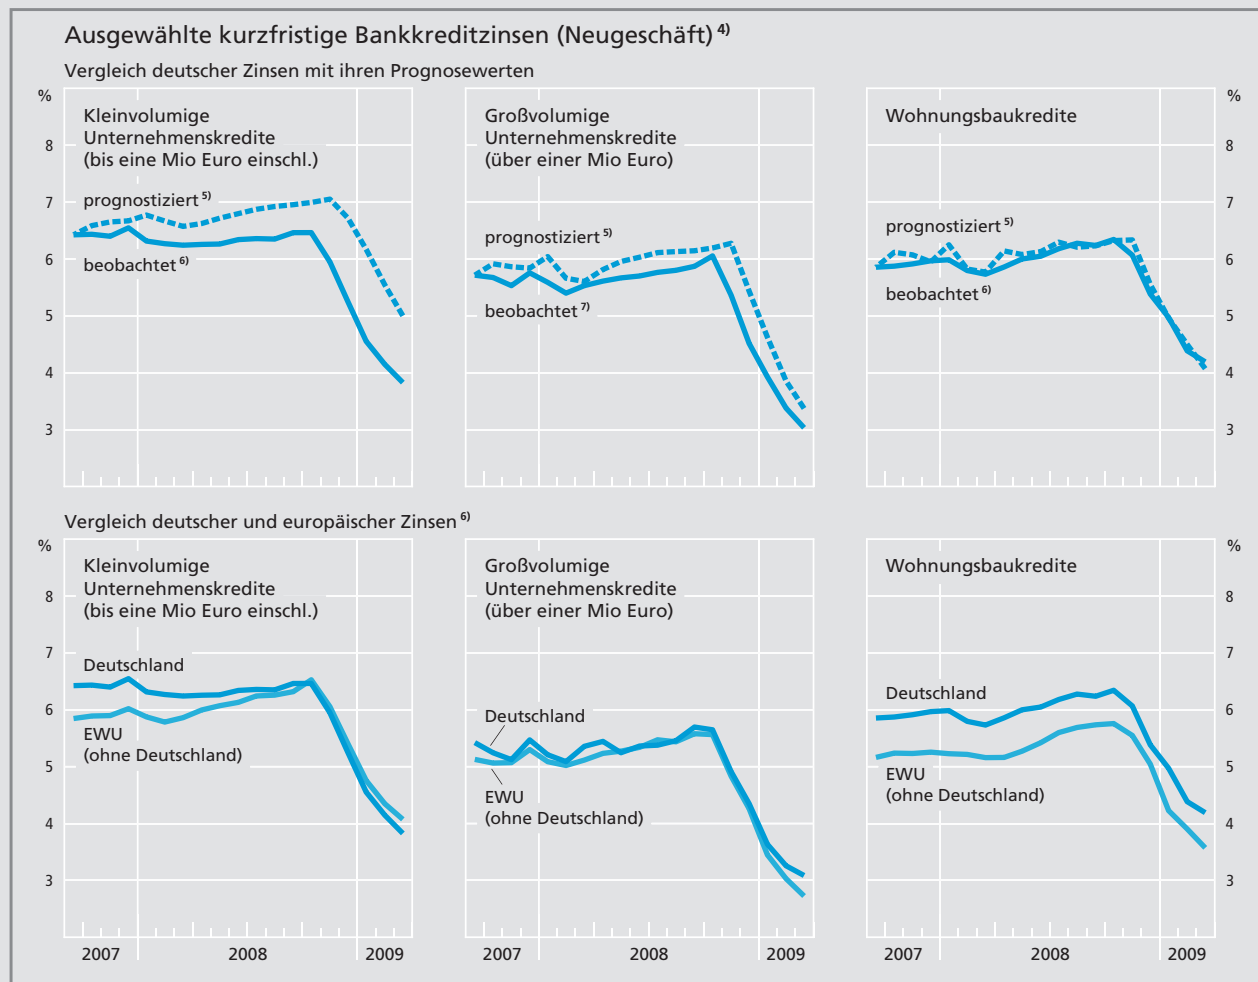 Ausgewählte kurzfristige Bankkreditzinsen (Neugeschäft) 4)
Vergleich deutscher Zinsen mit ihren Prognosewerten
%
Kleinvolumige
Unternehmenskredite
(bis eine Mio Euro einschl.)
prognostiziert 5)
beobachtet 6)
8
7
6
5
4
3
Großvolumige
Unternehmenskredite
(über einer Mio Euro)
prognostiziert 5)
beobachtet 7)
%
Wohnungsbaukredite
prognostiziert 5)
beobachtet 6)
8
7
6
5
4
3
Vergleich deutscher und europäischer Zinsen 6)
%
Kleinvolumige
Unternehmenskredite
(bis eine Mio Euro einschl.)
Deutschland
EWU
(ohne Deutschland)
8
7
6
5
4
3
2007 2008 2009
Großvolumige
Unternehmenskredite
(über einer Mio Euro)
Deutschland
EWU
(ohne Deutschland)
2007 2008 2009
%
Wohnungsbaukredite
Deutschland
EWU
(ohne Deutschland)
8
7
6
5
4
3
2007 2008 2009